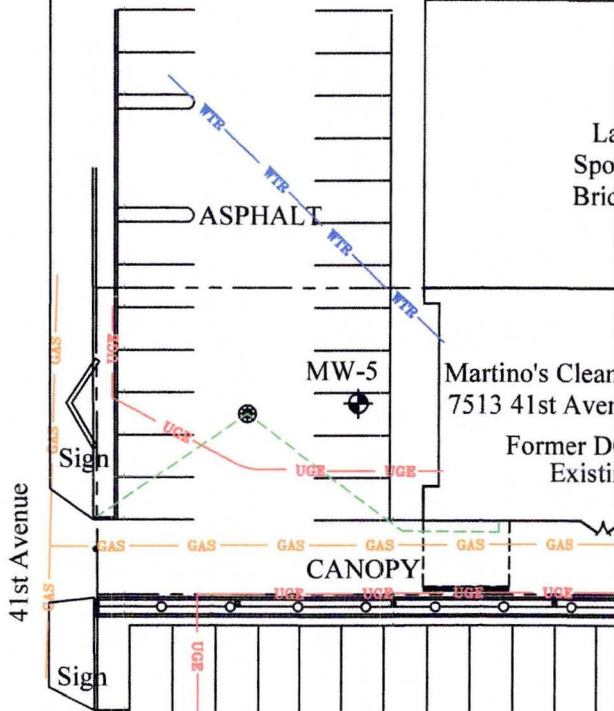 La
Spo
Bric
WTR
WTR
ASPHALT
WTR
WTR
GAS
UGE
MW-5
Martino's Clean
7513 41st Aven
Former D
Existi
UGE
UGE
UGE
GAS
Sign
41st Avenue
GAS
GAS
GAS
GAS
GAS
GAS
CANOPY
UGE
UGE
UGE
UGE
GAS
UGE
Sign